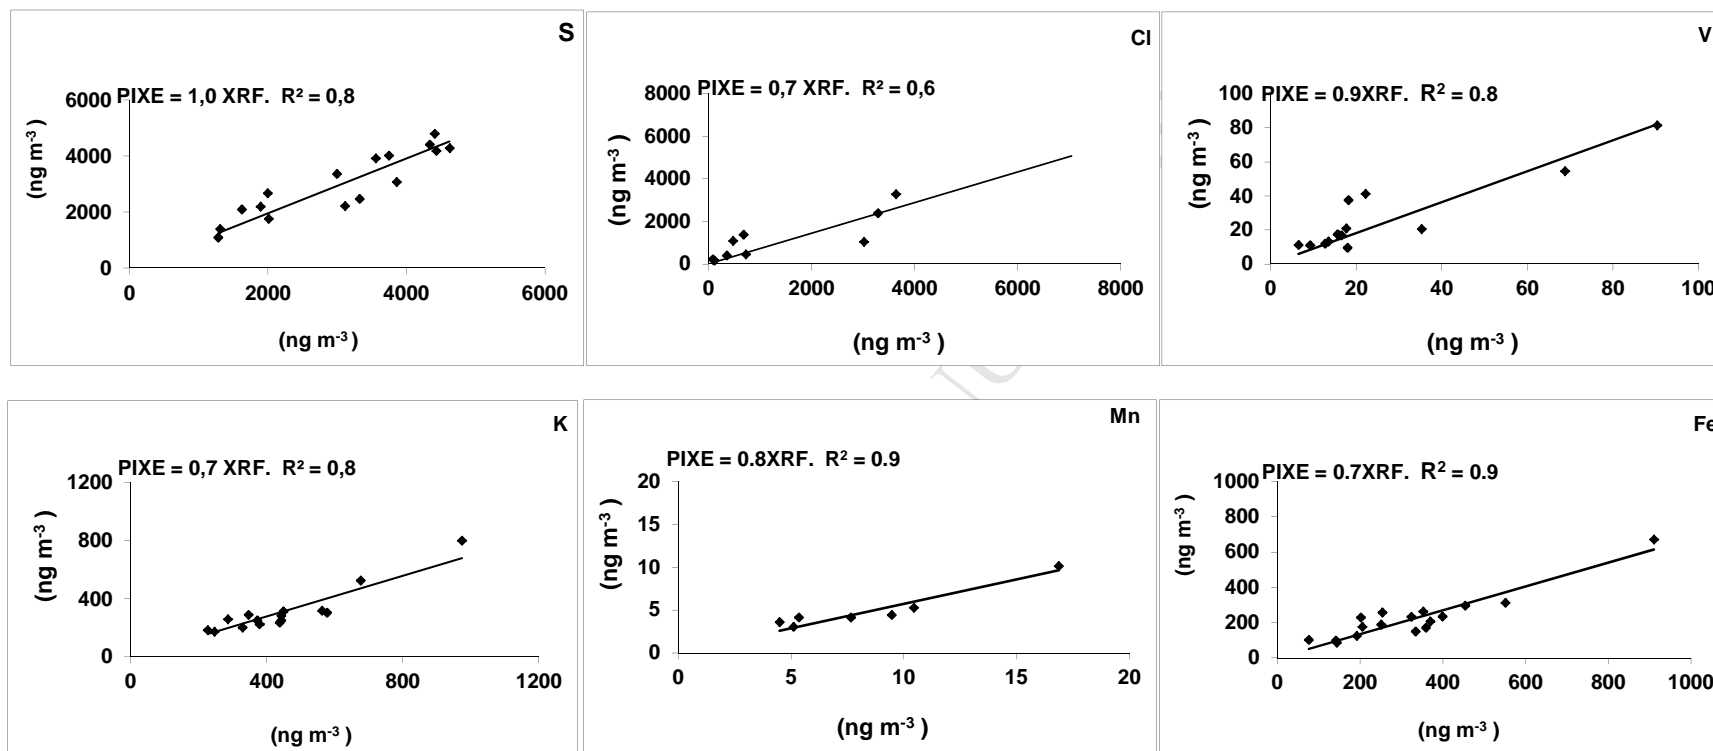 S
PIXE = 1,0 XRF. R² = 0,8
6000
4000
2000
0
0 2000 4000 6000
(ng m⁻³ )
(ng m⁻³ )
Cl
PIXE = 0,7 XRF. R² = 0,6
8000
6000
4000
2000
0
0 2000 4000 6000 8000
(ng m⁻³ )
(ng m⁻³ )
V
PIXE = 0.9XRF. R² = 0.8
100
80
60
40
20
0
0 20 40 60 80 100
(ng m⁻³ )
(ng m⁻³ )
K
PIXE = 0,7 XRF. R² = 0,8
1200
800
400
0
0 400 800 1200
(ng m⁻³ )
(ng m⁻³ )
Mn
PIXE = 0.8XRF. R² = 0.9
20
15
10
5
0
0 5 10 15 20
(ng m⁻³ )
(ng m⁻³ )
Fe
PIXE = 0.7XRF. R² = 0.9
1000
800
600
400
200
0
0 200 400 600 800 1000
(ng m⁻³ )
(ng m⁻³ )